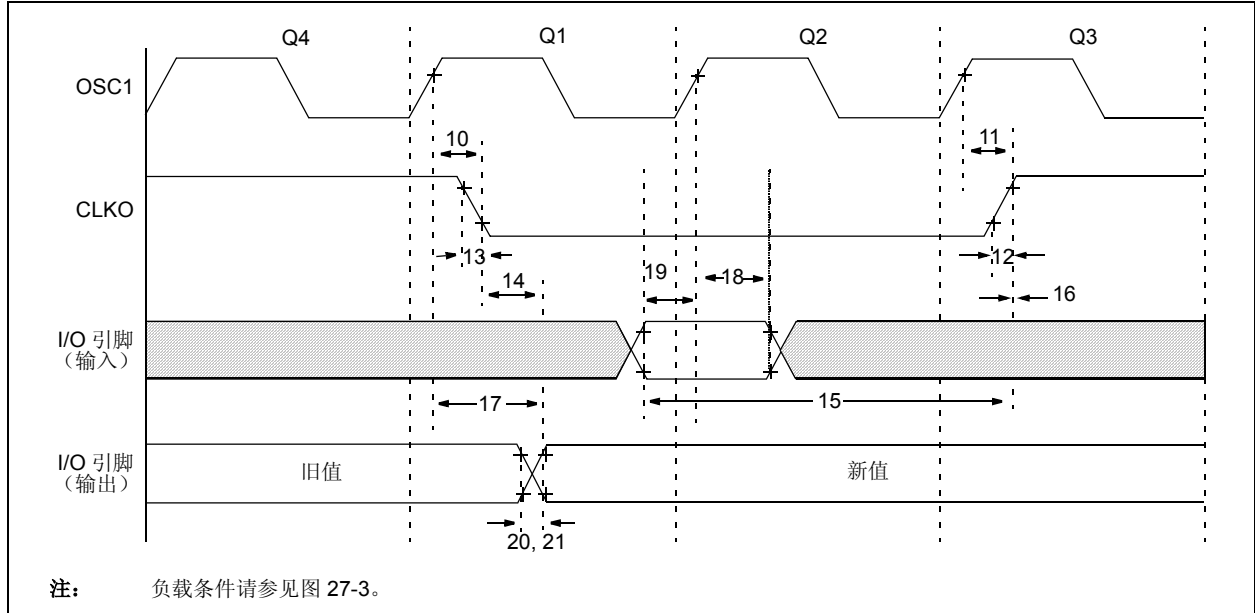 Q4 Q1 Q2 Q3
OSC1
10 11
CLKO
13 12
14 19 18 16
I/O 引脚
（输入）
17 15
I/O 引脚
（输出）
旧值 新值
20, 21
注： 负载条件请参见图 27-3。